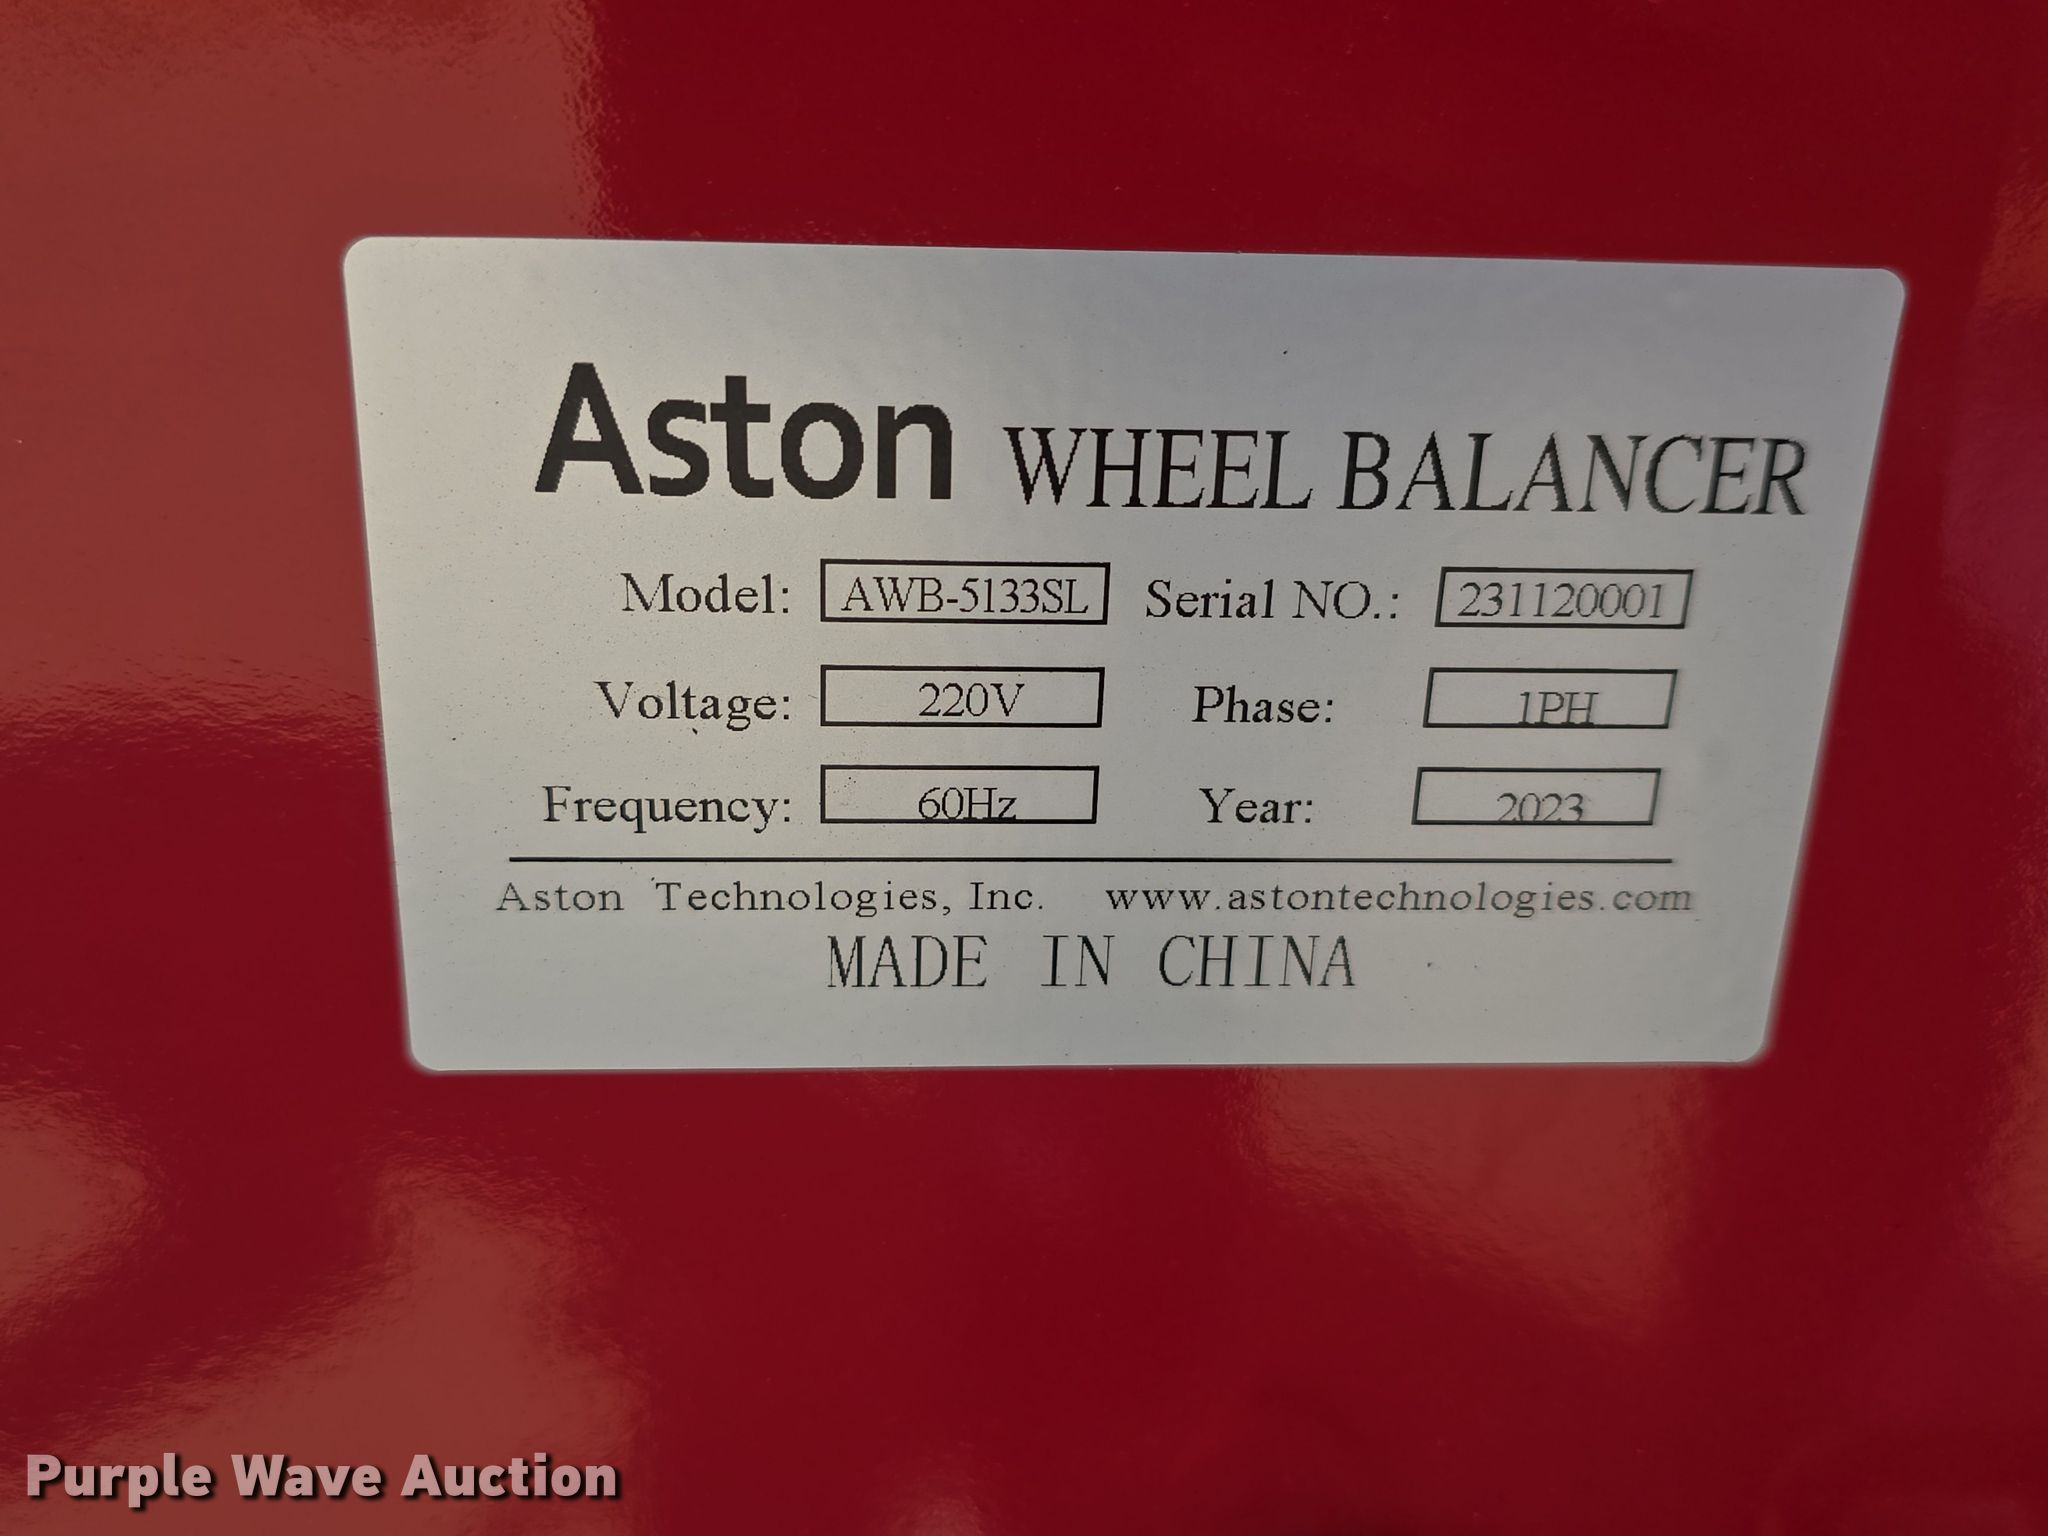 Aston WHEEL BALANCER
Model: AWB-5133SL Serial NO.: 231120001
Voltage: 220V Phase: 1PH
Frequency: 60Hz Year: 2023
Aston Technologies, Inc. www.astontechnologies.com
MADE IN CHINA
Purple Wave Auction